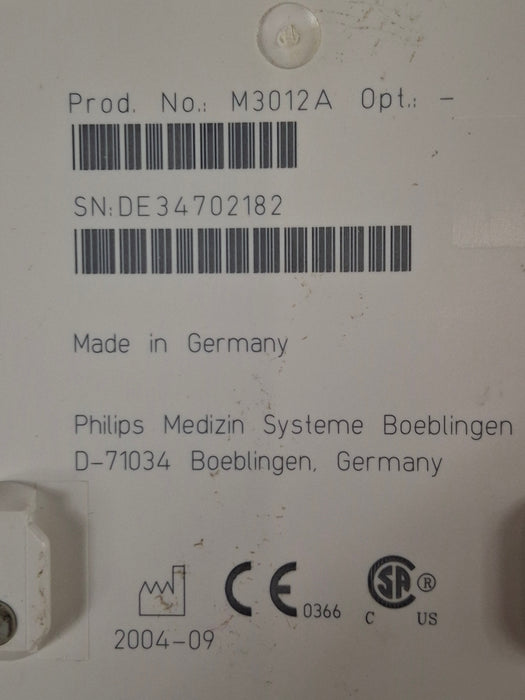 Prod. No.: M3012A Opt.: -
SN:DE34702182
Made in Germany
Philips Medizin Systeme Boeblingen
D-71034 Boeblingen, Germany
CE 0366
SA ®
C US
2004-09